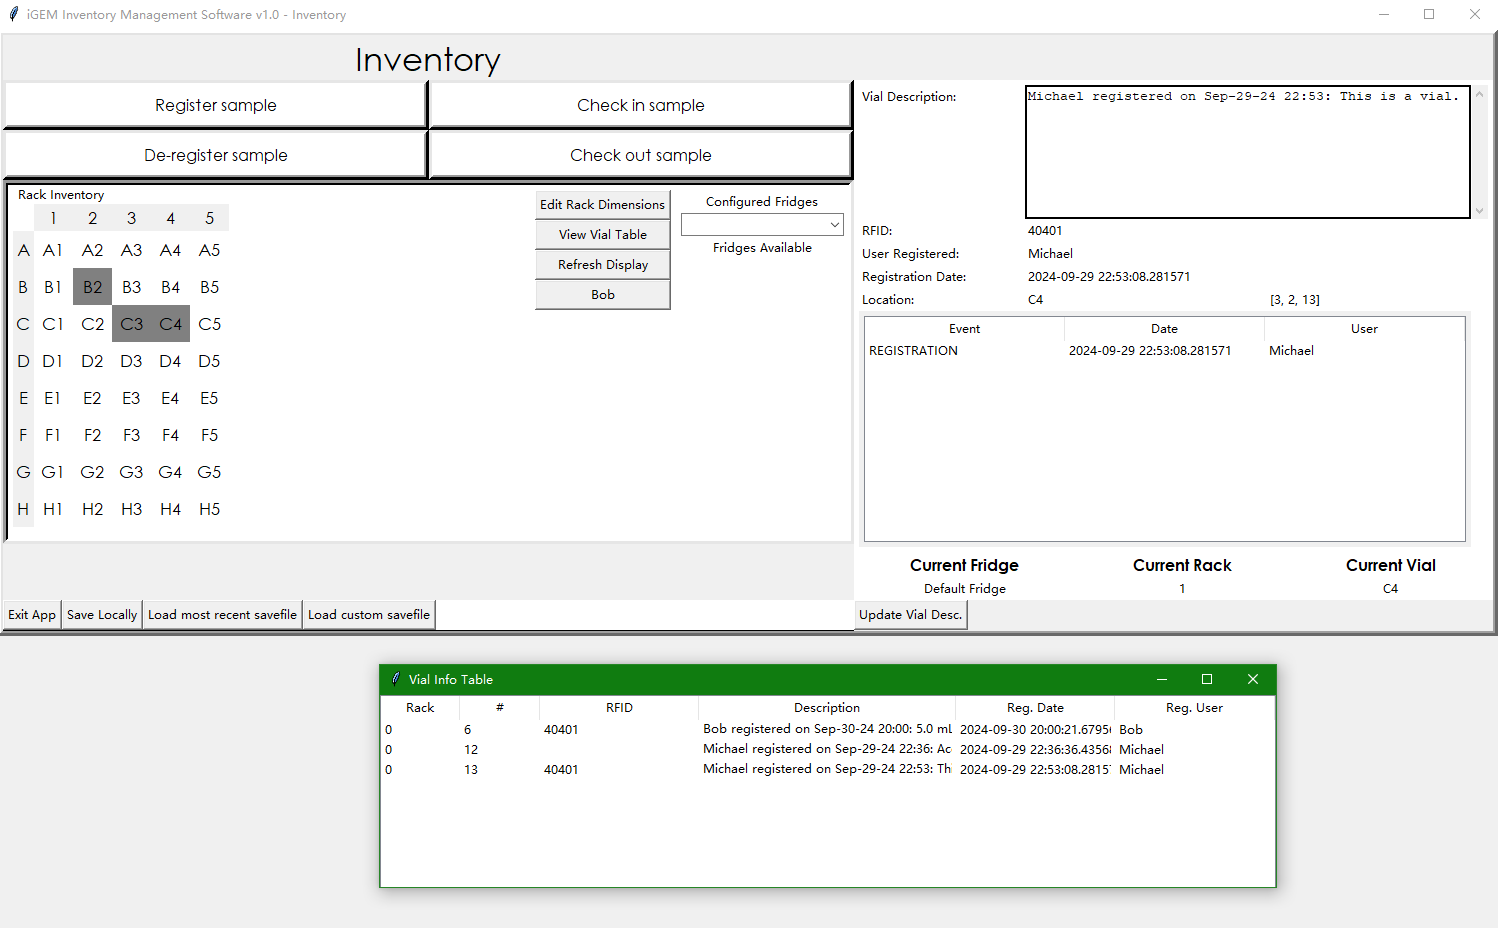 iGEM Inventory Management Software v1.0 - Inventory
Inventory
Register sample
Check in sample
De-register sample
Check out sample
Rack Inventory
1 2 3 4 5
A A1 A2 A3 A4 A5
B B1 B2 B3 B4 B5
C C1 C2 C3 C4 C5
D D1 D2 D3 D4 D5
E E1 E2 E3 E4 E5
F F1 F2 F3 F4 F5
G G1 G2 G3 G4 G5
H H1 H2 H3 H4 H5
Edit Rack Dimensions
View Vial Table
Refresh Display
Bob
Configured Fridges
Fridges Available
Exit App
Save Locally
Load most recent savefile
Load custom savefile
Vial Description:
Michael registered on Sep-29-24 22:53: This is a vial.
RFID: 40401
User Registered: Michael
Registration Date: 2024-09-29 22:53:08.281571
Location: C4 [3, 2, 13]
Event Date User
REGISTRATION 2024-09-29 22:53:08.281571 Michael
Current Fridge Current Rack Current Vial
Default Fridge 1 C4
Update Vial Desc.
Vial Info Table
Rack # RFID Description Reg. Date Reg. User
0 6 40401 Bob registered on Sep-30-24 20:00: 5.0 mL 2024-09-30 20:00:21.6795 Bob
0 12 Michael registered on Sep-29-24 22:36: Ac 2024-09-29 22:36:36.4356 Michael
0 13 40401 Michael registered on Sep-29-24 22:53: Th 2024-09-29 22:53:08.2815 Michael